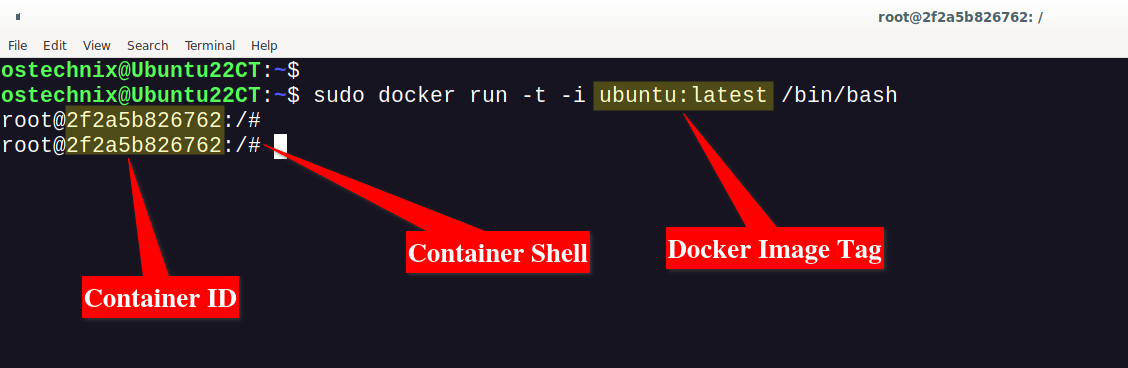 root@2f2a5b826762: /
File Edit View Search Terminal Help
ostechnix@Ubuntu22CT:~$
ostechnix@Ubuntu22CT:~$ sudo docker run -t -i ubuntu:latest /bin/bash
root@2f2a5b826762:/#
root@2f2a5b826762:/#
Container Shell
Docker Image Tag
Container ID